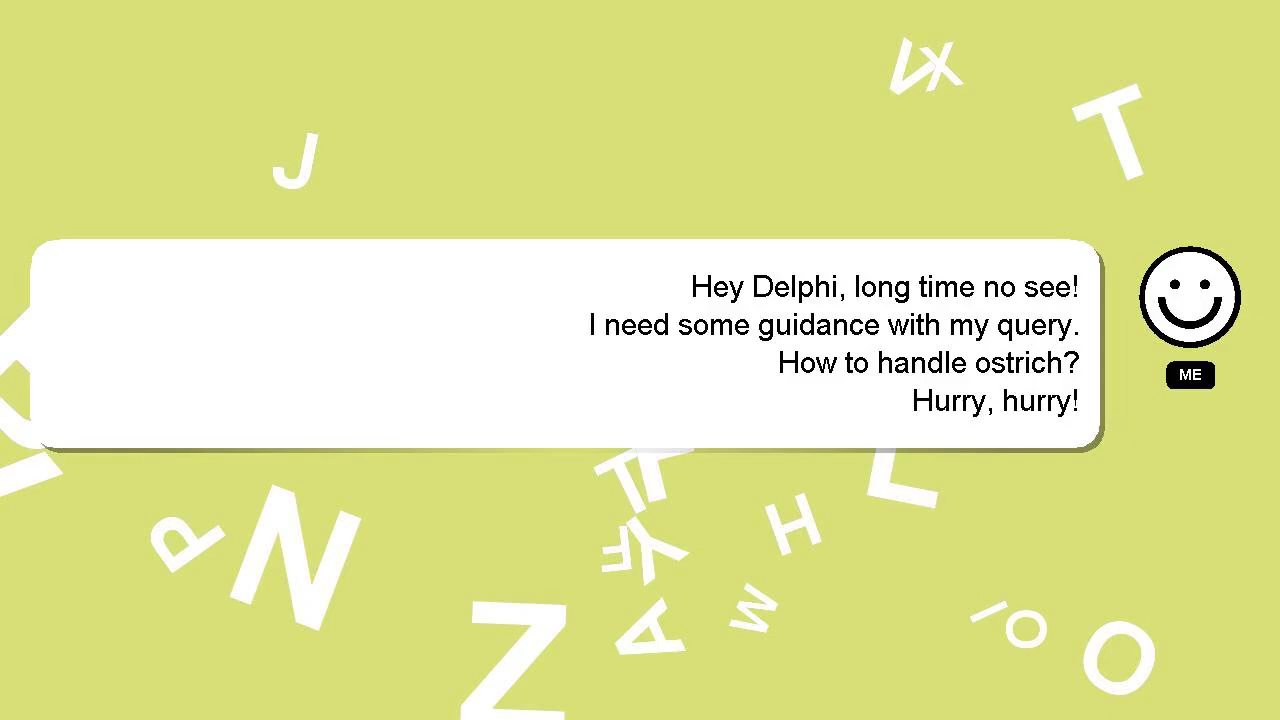 Hey Delphi, long time no see!
I need some guidance with my query.
How to handle ostrich?
Hurry, hurry!
ME
V X
T
J
L
T
P
N
H
F
Y
Z
A
W
I
O
O